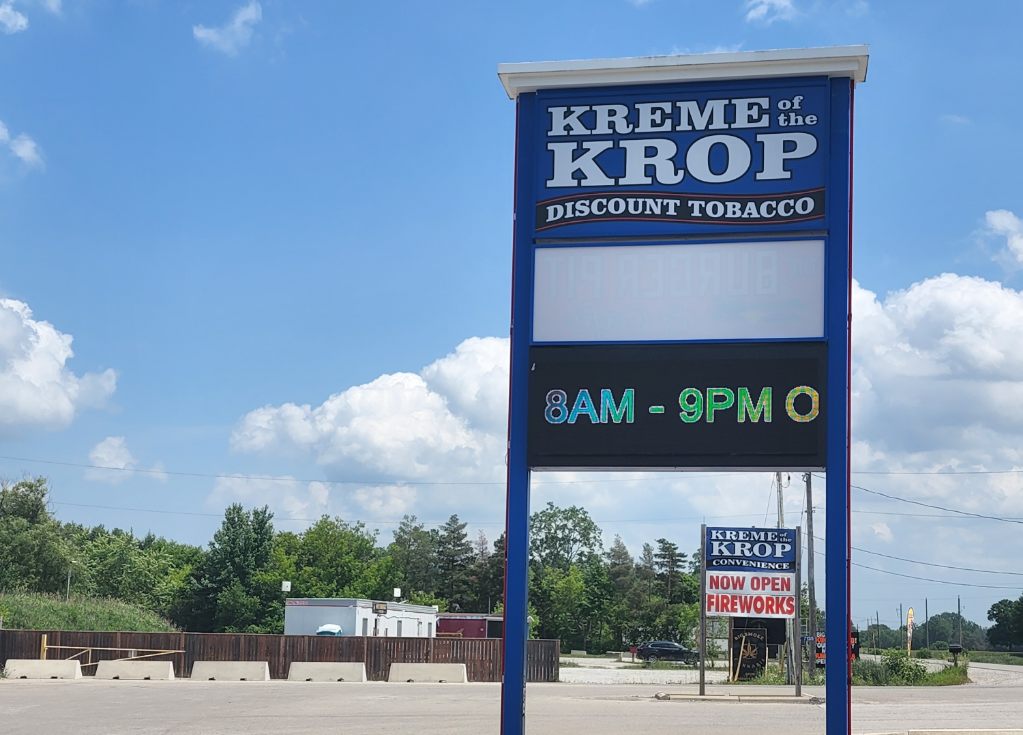 KREME of the
KROP
DISCOUNT TOBACCO
8AM - 9PM O
KREME of the
KROP
CONVENIENCE
NOW OPEN
FIREWORKS